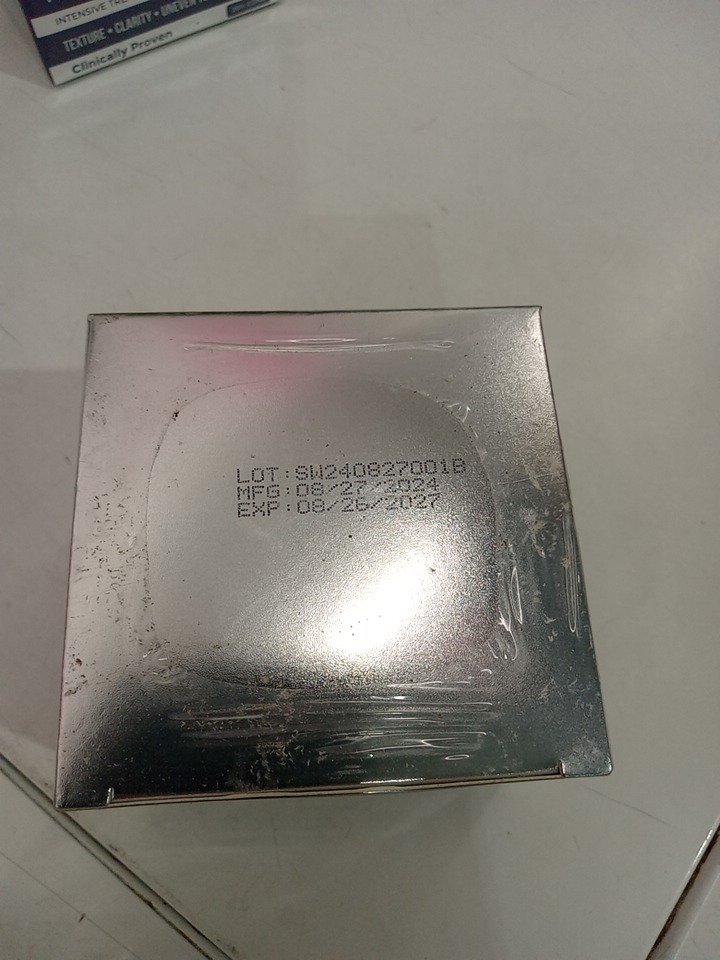 INTENSIVE TRE
TEXTURE • CLARITY • UNEVEN
Clinically Proven
LOT:SW240827001B
MFG:08/27/2024
EXP:08/26/2027